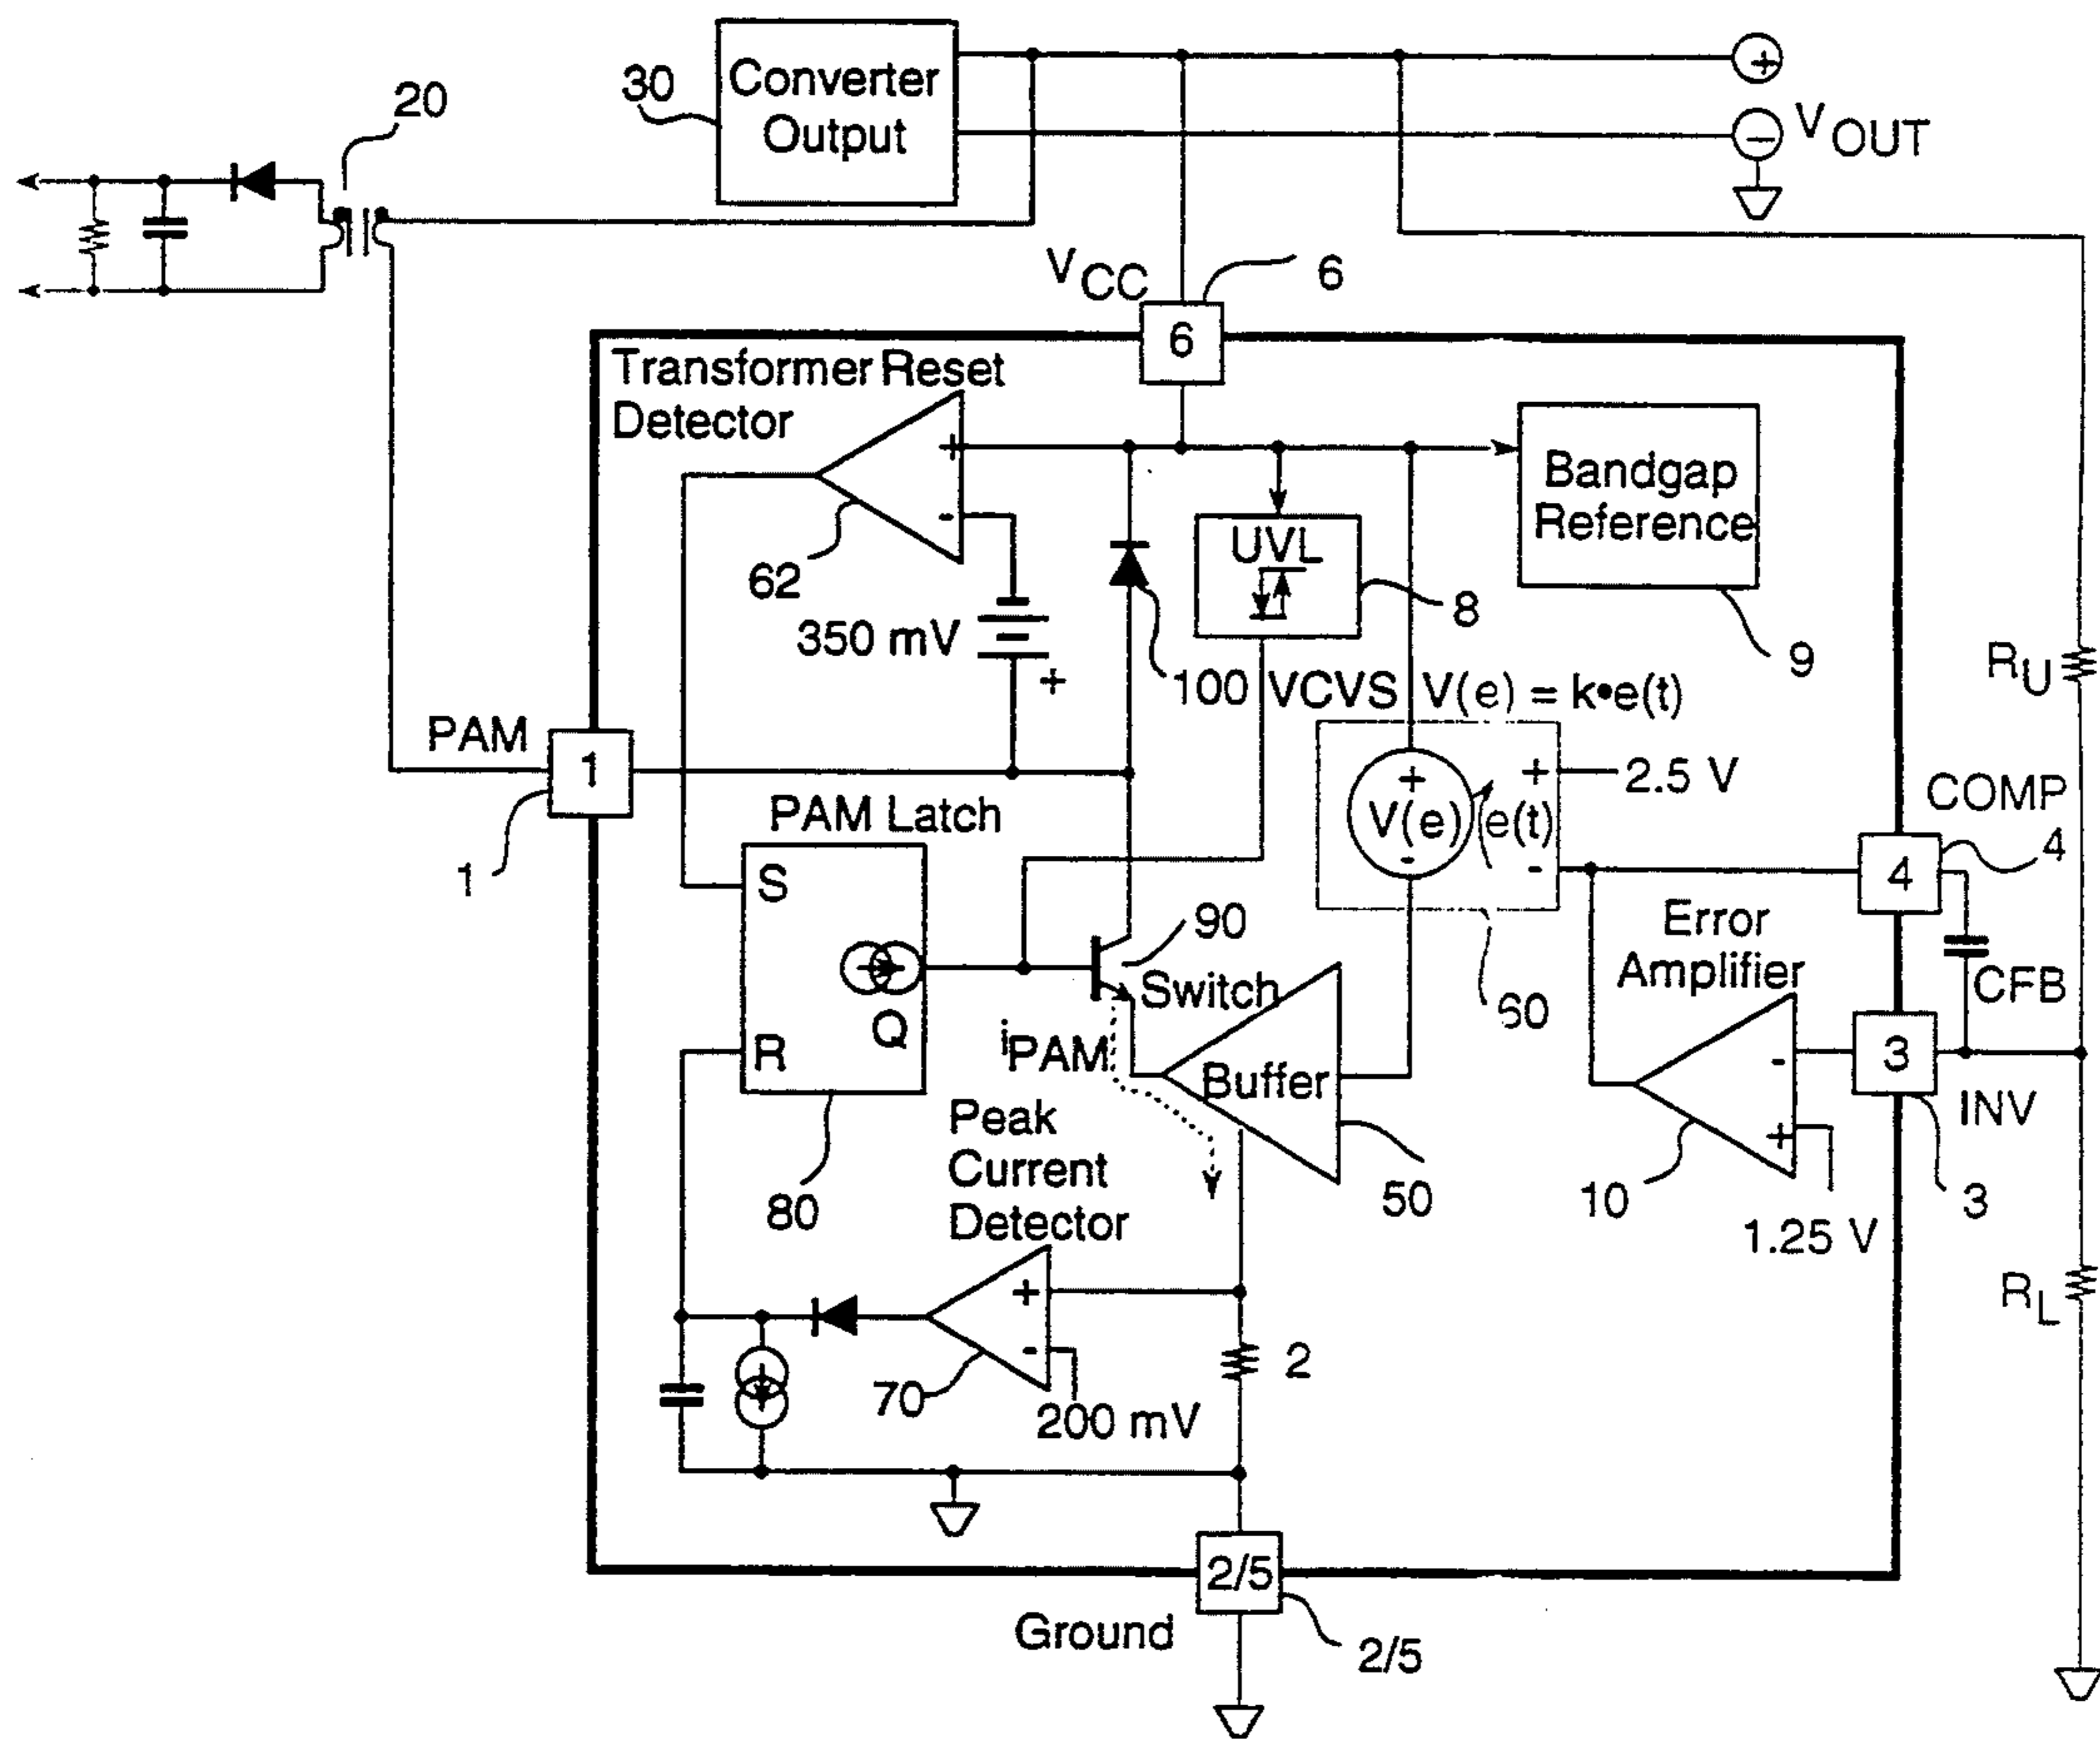 30
Converter
Output
20
+
−
VOUT
VCC
6
6
Transformer Reset
Detector
+
-
62
350 mV
+
100
UVL
8
Bandgap
Reference
9
RU
VCVS V(e) = k•e(t)
PAM
1
1
+
V(e)
-
e(t)
+
-
2.5 V
60
COMP
4
4
PAM Latch
S
R
Q
80
90
Switch
iPAM
Buffer
50
Error
Amplifier
-
+
10
1.25 V
CFB
3
INV
3
Peak
Current
Detector
+
-
70
200 mV
2
RL
2/5
Ground
2/5